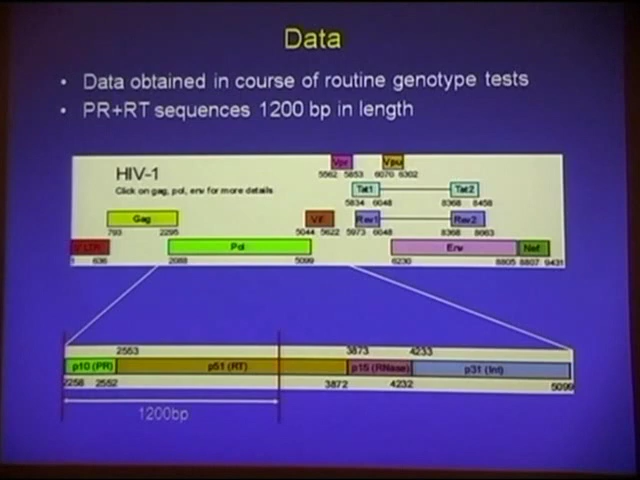 Data
• Data obtained in course of routine genotype tests
• PR+RT sequences 1200 bp in length
HIV-1
Click on gag, pol, env for more details
Vpr
Vpu
5562 5853 6070 6302
Tat1
Tat2
5834 6048 8368 8458
Gag
Vif
Rev1
Rev2
793 2295 5044 5622 5973 6048 8368 8663
5' LTR
Pol
Env
Nef
1 636 2088 5099 6230 8805 8807 9431
2553 3873 4233
p10 (PR) p51 (RT) p15 (RNase) p31 (Int)
2258 2552 3872 4232 5099
1200bp